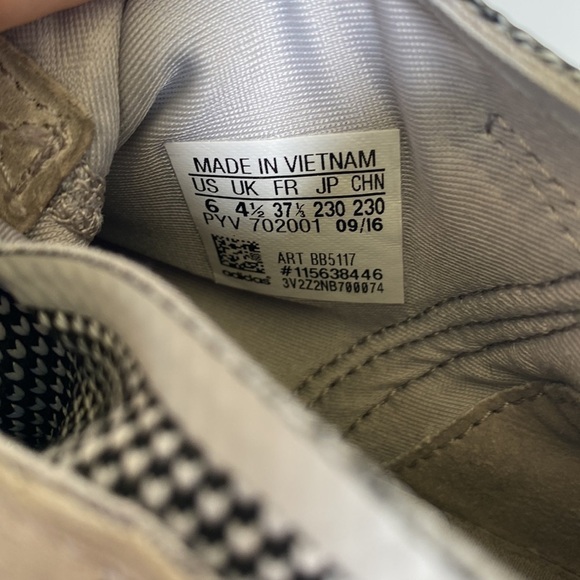 MADE IN VIETNAM
US UK FR JP CHN
6 4½ 37⅓ 230 230
PYV 702001 09/16
ART BB5117
#115638446
adidas 3V2Z2NB700074